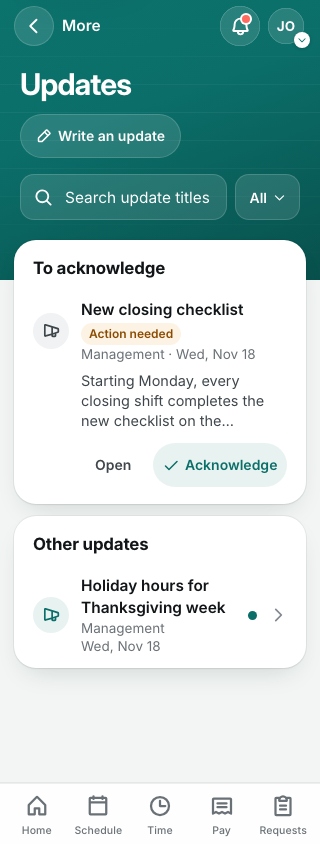 More
JO
Updates
Write an update
Search update titles
All
To acknowledge
New closing checklist
Action needed
Management · Wed, Nov 18
Starting Monday, every
closing shift completes the
new checklist on the...
Open
Acknowledge
Other updates
Holiday hours for
Thanksgiving week
Management
Wed, Nov 18
Home
Schedule
Time
Pay
Requests